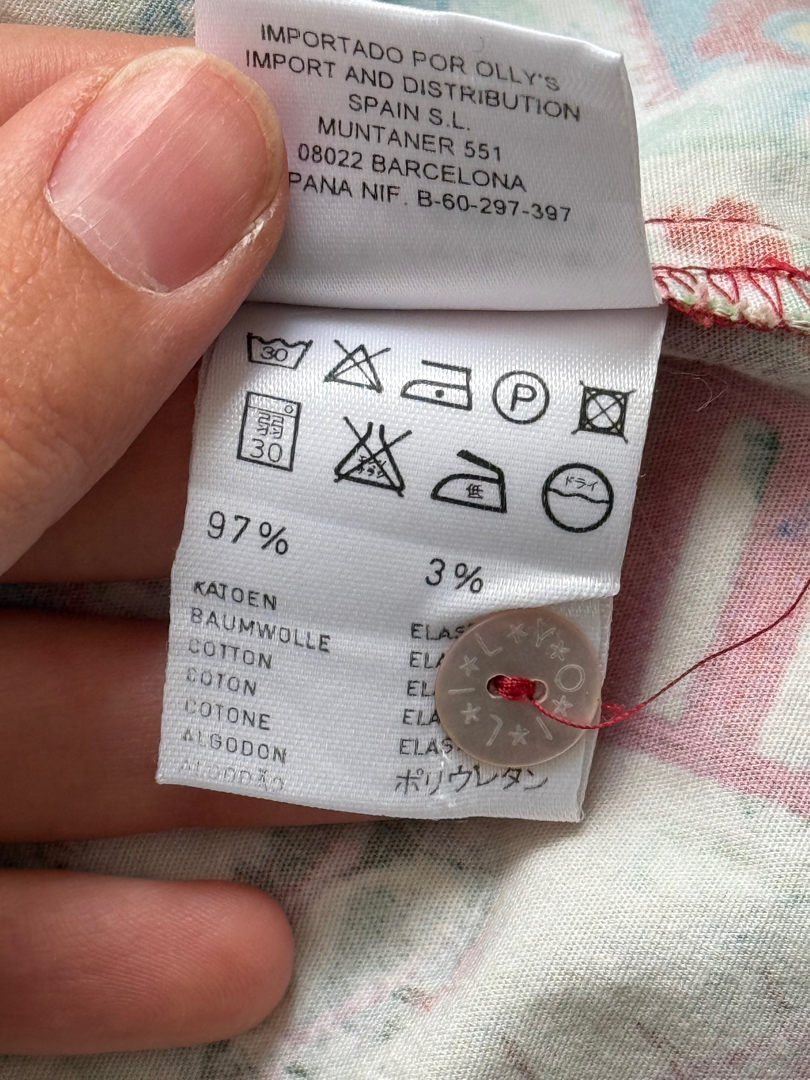 IMPORTADO POR OLLY'S
IMPORT AND DISTRIBUTION
SPAIN S.L.
MUNTANER 551
08022 BARCELONA
PANA NIF. B-60-297-397
30 P
弱 30 低 ドライ
97% 3%
KATOEN
BAUMWOLLE
COTTON
COTON
COTONE
ALGODON
ALGODÃO
ポリウレタン